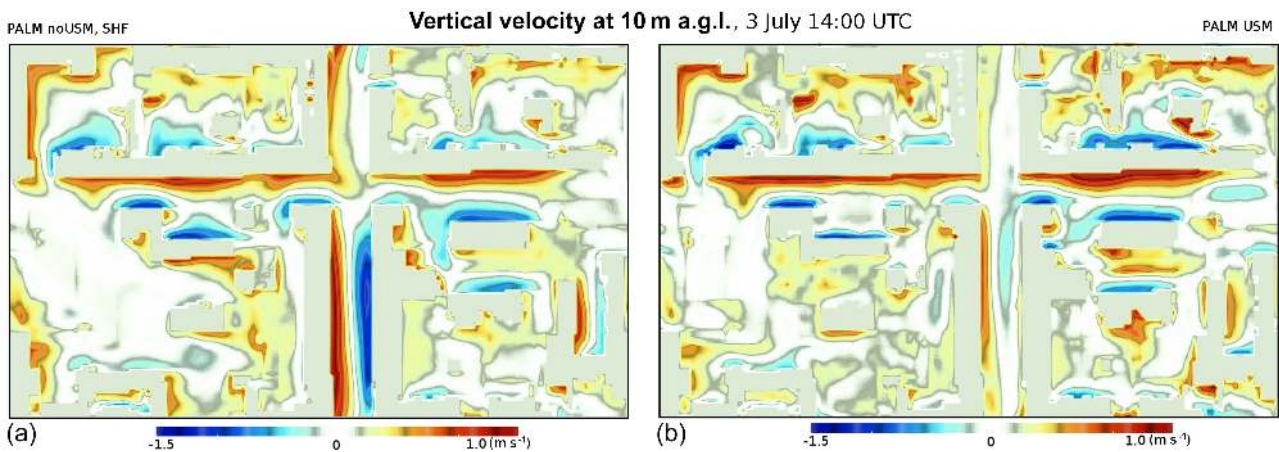 PALM noUSM, SHF
Vertical velocity at 10 m a.g.l., 3 July 14:00 UTC
PALM USM
(a)
-1.5 0 1.0 (m s⁻¹)
(b)
-1.5 0 1.0 (m s⁻¹)